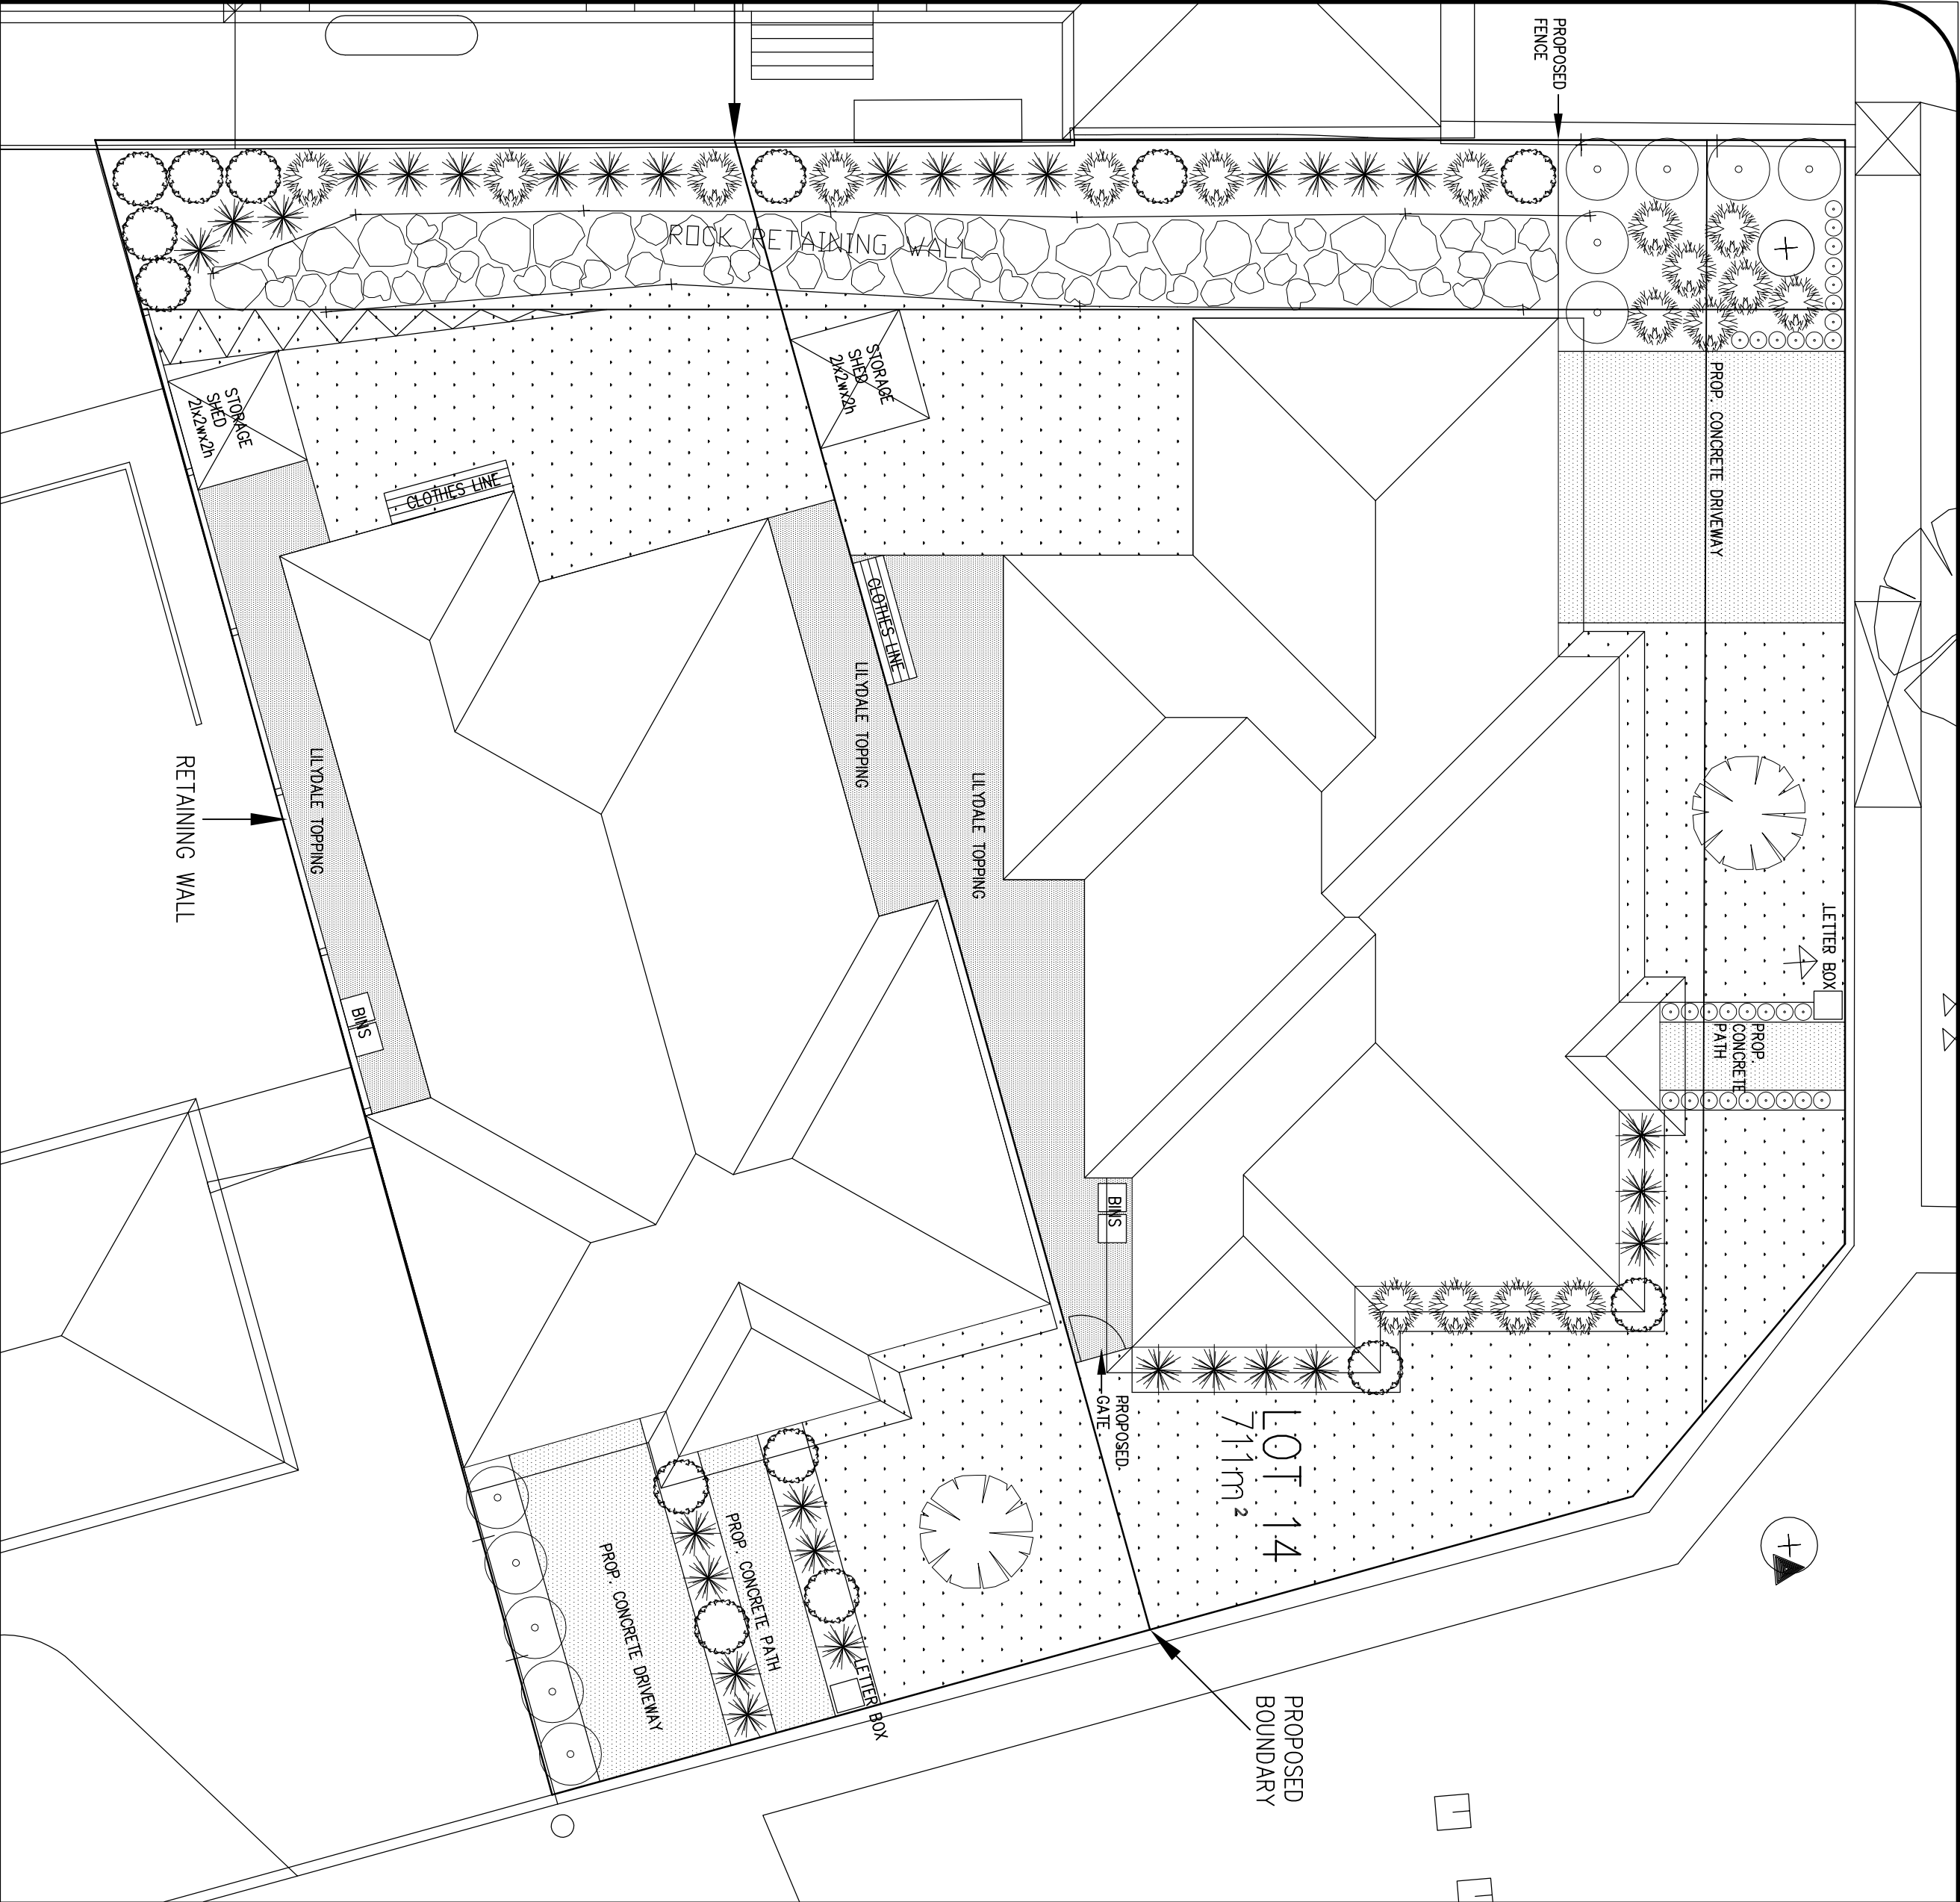 PROPOSED
FENCE
ROCK RETAINING WALL
STORAGE
SHED
2lx2wx2h
STORAGE
SHED
2lx2wx2h
PROP. CONCRETE DRIVEWAY
CLOTHES LINE
CLOTHES LINE
LILYDALE TOPPING
LILYDALE TOPPING
LILYDALE TOPPING
RETAINING WALL
LETTER BOX
PROP.
CONCRETE
PATH
BINS
BINS
PROPOSED
GATE
LOT 14
711m²
PROP. CONCRETE PATH
PROP. CONCRETE DRIVEWAY
LETTER BOX
PROPOSED
BOUNDARY